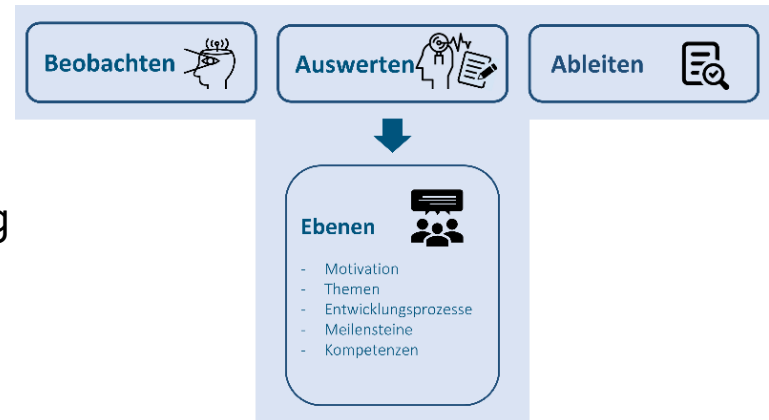 Beobachten
Auswerten
Ableiten
g
Ebenen
- Motivation
- Themen
- Entwicklungsprozesse
- Meilensteine
- Kompetenzen